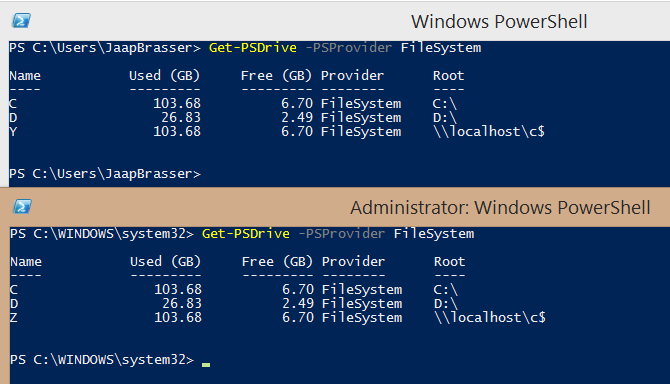 Windows PowerShell
PS C:\Users\JaapBrasser> Get-PSDrive -PSProvider FileSystem
Name Used (GB) Free (GB) Provider Root
---- --------- --------- -------- ----
C 103.68 6.70 FileSystem C:\
D 26.83 2.49 FileSystem D:\
Y 103.68 6.70 FileSystem \\localhost\c$
PS C:\Users\JaapBrasser>
Administrator: Windows PowerShell
PS C:\WINDOWS\system32> Get-PSDrive -PSProvider FileSystem
Name Used (GB) Free (GB) Provider Root
---- --------- --------- -------- ----
C 103.68 6.70 FileSystem C:\
D 26.83 2.49 FileSystem D:\
Z 103.68 6.70 FileSystem \\localhost\c$
PS C:\WINDOWS\system32> _